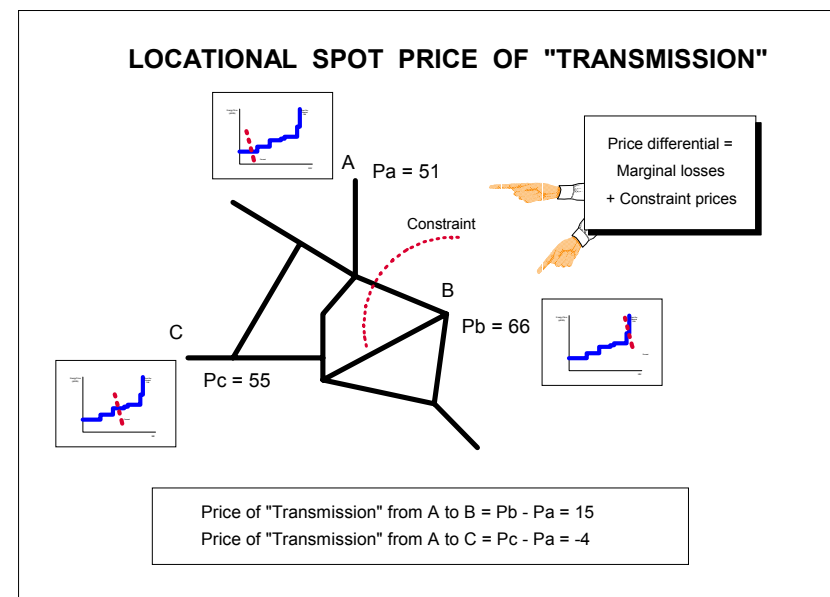 LOCATIONAL SPOT PRICE OF "TRANSMISSION"
A
Pa = 51
Price differential =
Marginal losses
+ Constraint prices
Constraint
B
Pb = 66
C
Pc = 55
Price of "Transmission" from A to B = Pb - Pa = 15
Price of "Transmission" from A to C = Pc - Pa = -4